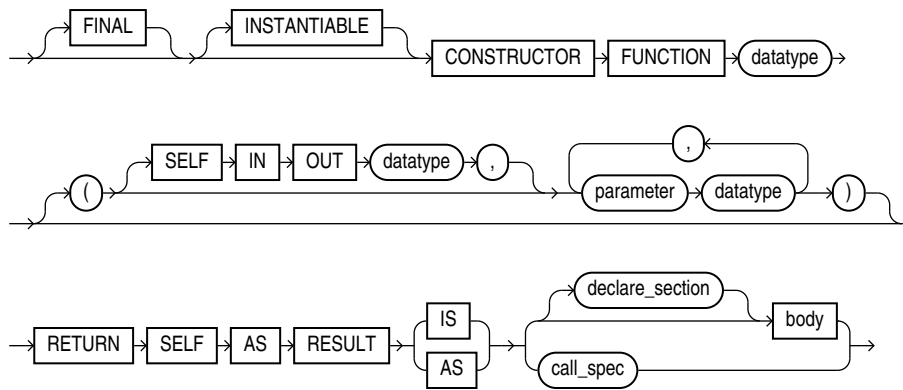 FINAL INSTANTIABLE
CONSTRUCTOR FUNCTION datatype
,
SELF IN OUT datatype ,
( parameter datatype )
declare_section
IS body
RETURN SELF AS RESULT
AS call_spec